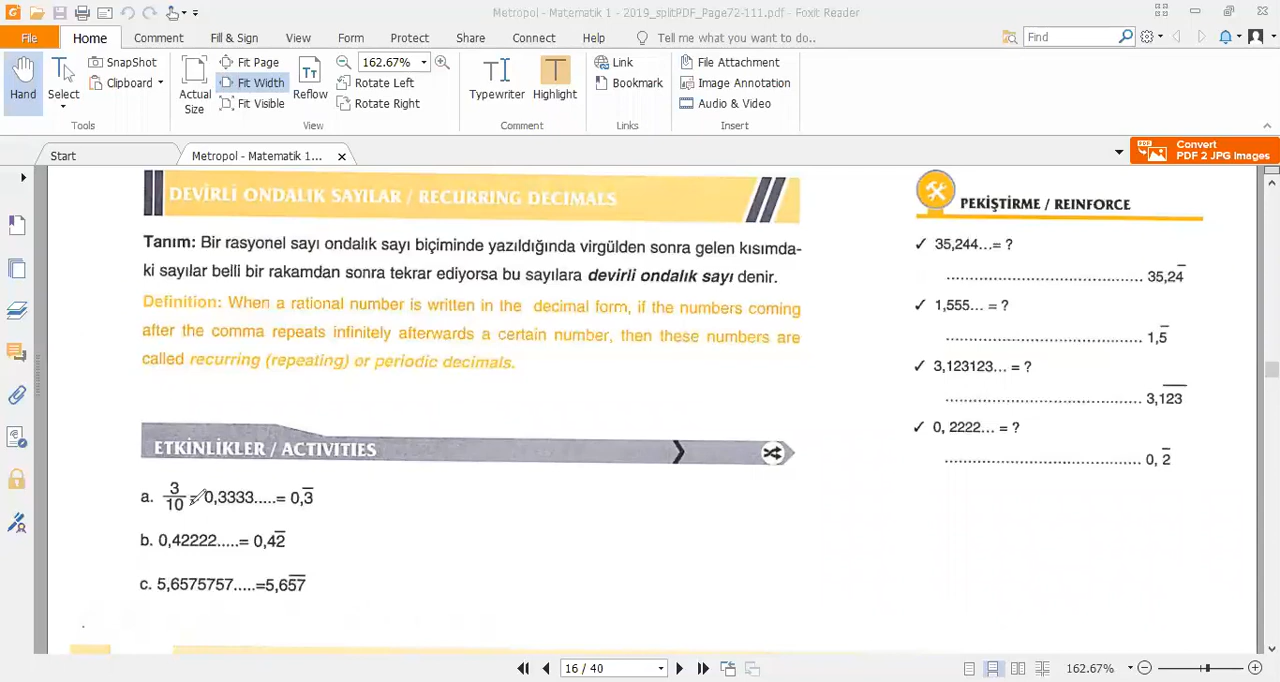 Metropol - Matematik 1 - 2019_splitPDF_Page72-111.pdf - Foxit Reader
File Home Comment Fill & Sign View Form Protect Share Connect Help Tell me what you want to do.. Find
Hand
Select
SnapShot
Clipboard
Tools
Actual
Size
Fit Page
Fit Width
Fit Visible
Reflow
162.67%
Rotate Left
Rotate Right
View
Typewriter
Highlight
Comment
Link
Bookmark
Links
File Attachment
Image Annotation
Audio & Video
Insert
Start
Metropol - Matematik 1...
Convert
PDF 2 JPG Images
DEVİRLİ ONDALIK SAYILAR / RECURRING DECIMALS
Tanım: Bir rasyonel sayı ondalık sayı biçiminde yazıldığında virgülden sonra gelen kısımda-
ki sayılar belli bir rakamdan sonra tekrar ediyorsa bu sayılara devirli ondalık sayı denir.
Definition: When a rational number is written in the decimal form, if the numbers coming
after the comma repeats infinitely afterwards a certain number, then these numbers are
called recurring (repeating) or periodic decimals.
ETKİNLİKLER / ACTIVITIES
a. 3/10 = 0,3333.....= 0,3̅
b. 0,42222.....= 0,42̅
c. 5,6575757.....=5,65̅7̅
PEKİŞTİRME / REINFORCE
✓ 35,244...= ?
............................................ 35,24̅
✓ 1,555... = ?
............................................ 1,5̅
✓ 3,123123... = ?
............................................ 3,1̅2̅3̅
✓ 0, 2222... = ?
............................................ 0, 2̅
16 / 40
162.67%